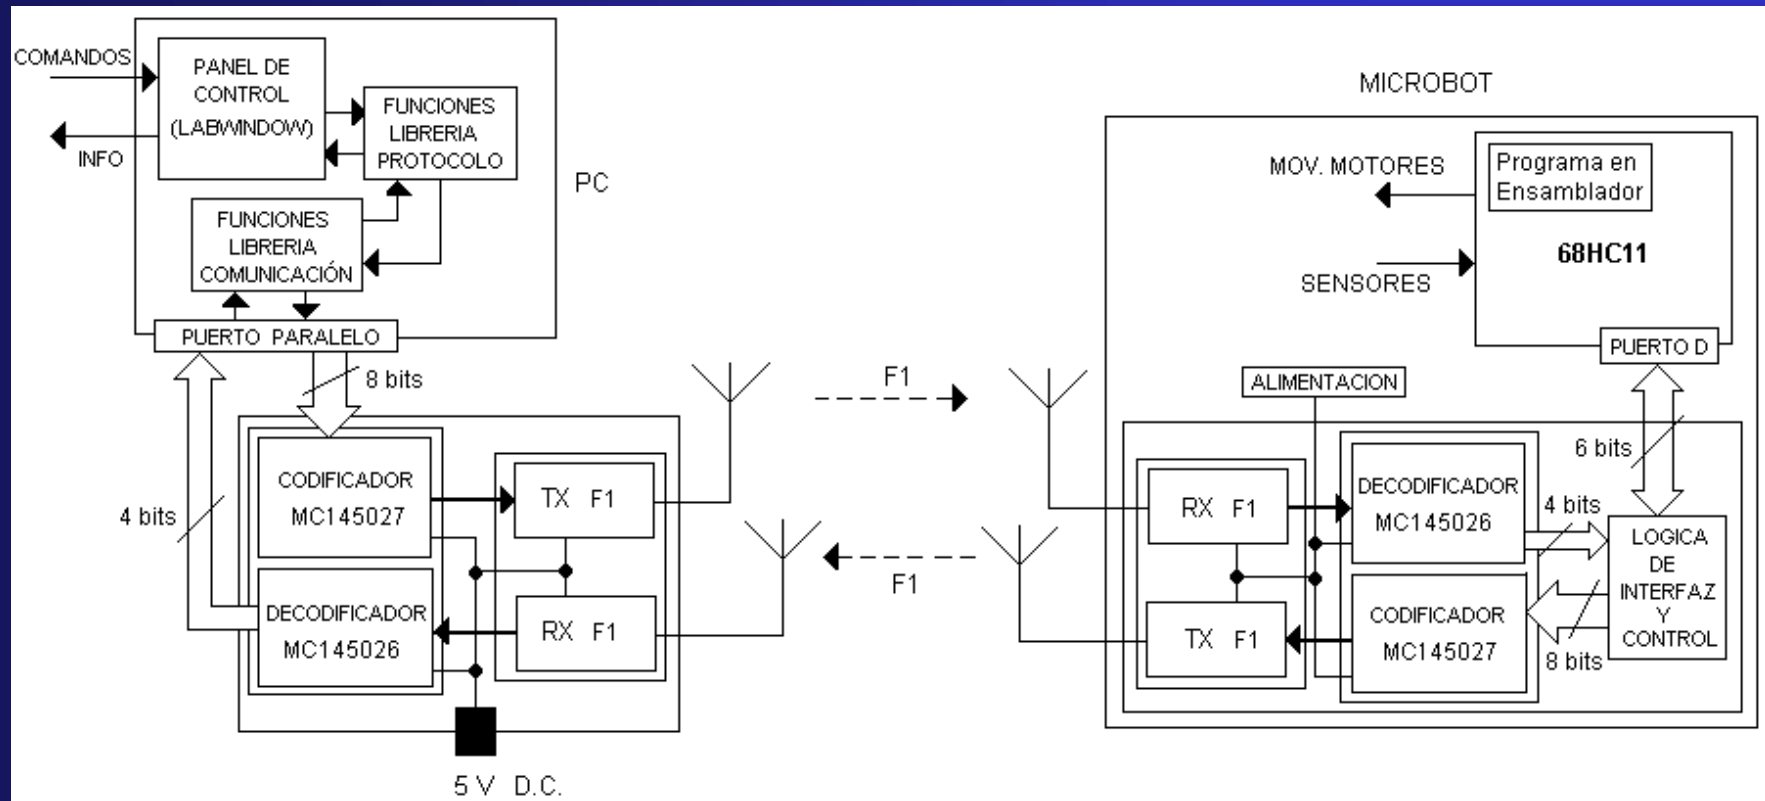 COMANDOS
INFO
PANEL DE
CONTROL
(LABWINDOW)
FUNCIONES
LIBRERIA
PROTOCOLO
FUNCIONES
LIBRERIA
COMUNICACIÓN
PC
PUERTO PARALELO
8 bits
4 bits
CODIFICADOR
MC145027
TX F1
DECODIFICADOR
MC145026
RX F1
5 V D.C.
F1
F1
MICROBOT
MOV. MOTORES
SENSORES
Programa en
Ensamblador
68HC11
PUERTO D
ALIMENTACION
6 bits
RX F1
DECODIFICADOR
MC145026
4 bits
TX F1
CODIFICADOR
MC145027
8 bits
LOGICA
DE
INTERFAZ
Y
CONTROL